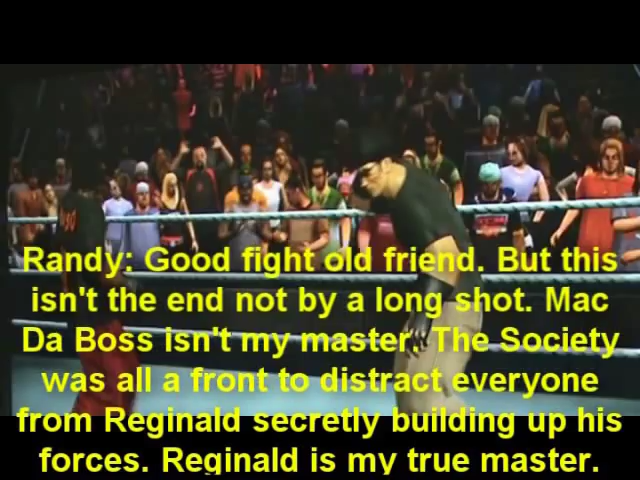 Randy: Good fight old friend. But this
isn't the end not by a long shot. Mac
Da Boss isn't my master. The Society
was all a front to distract everyone
from Reginald secretly building up his
forces. Reginald is my true master.